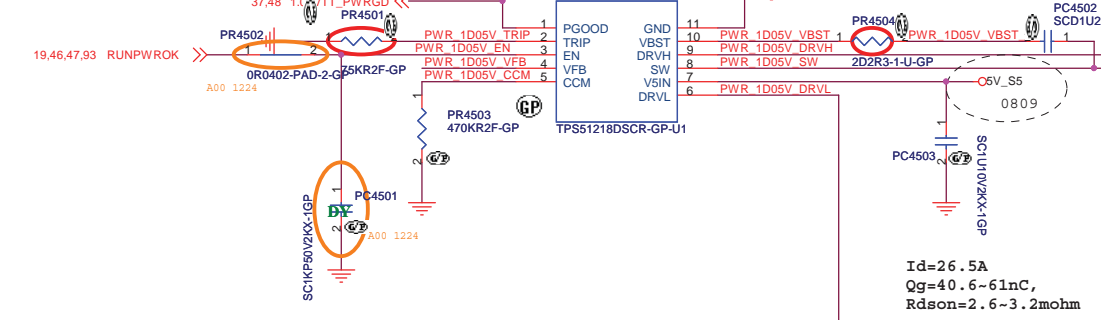 PR4501
PR4502
1
2
1
PWR_1D05V_TRIP
PWR_1D05V_EN
PWR_1D05V_VFB
PWR_1D05V_CCM
19,46,47,93 RUNPWROK
0R0402-PAD-2-GP
75KR2F-GP
A00 1224
1
2
3
4
5
PGOOD
TRIP
EN
VFB
CCM
GND
VBST
DRVH
SW
V5IN
DRVL
11
10
9
8
7
6
TPS51218DSCR-GP-U1
GP
PWR_1D05V_VBST
PWR_1D05V_DRVH
PWR_1D05V_SW
PWR_1D05V_DRVL
1
PR4504
2D2R3-1-U-GP
PWR_1D05V_VBST
PC4502
SCD1U2
1
5V_S5
0809
1
PR4503
470KR2F-GP
2
G/P
1
PC4501
DY
2
G/P
A00 1224
SC1KP50V2KX-1GP
1
PC4503
2
G/P
SC1U10V2KX-1GP
Id=26.5A
Qg=40.6~61nC,
Rdson=2.6~3.2mohm